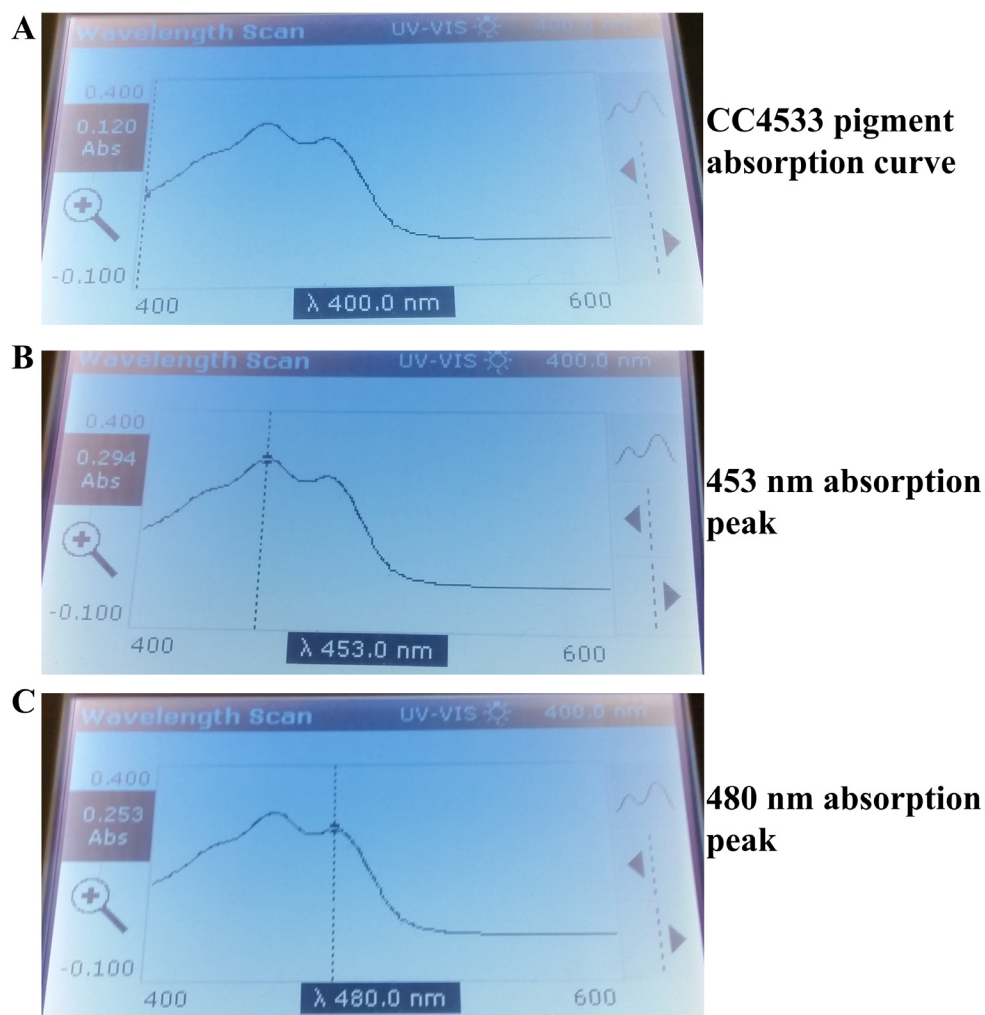 A
Wavelength Scan UV-VIS 400.0 nm
0.400
0.120
Abs
-0.100
400 λ 400.0 nm 600
CC4533 pigment
absorption curve
B
Wavelength Scan UV-VIS 400.0 nm
0.400
0.294
Abs
-0.100
400 λ 453.0 nm 600
453 nm absorption
peak
C
Wavelength Scan UV-VIS 400.0 nm
0.400
0.253
Abs
-0.100
400 λ 480.0 nm 600
480 nm absorption
peak